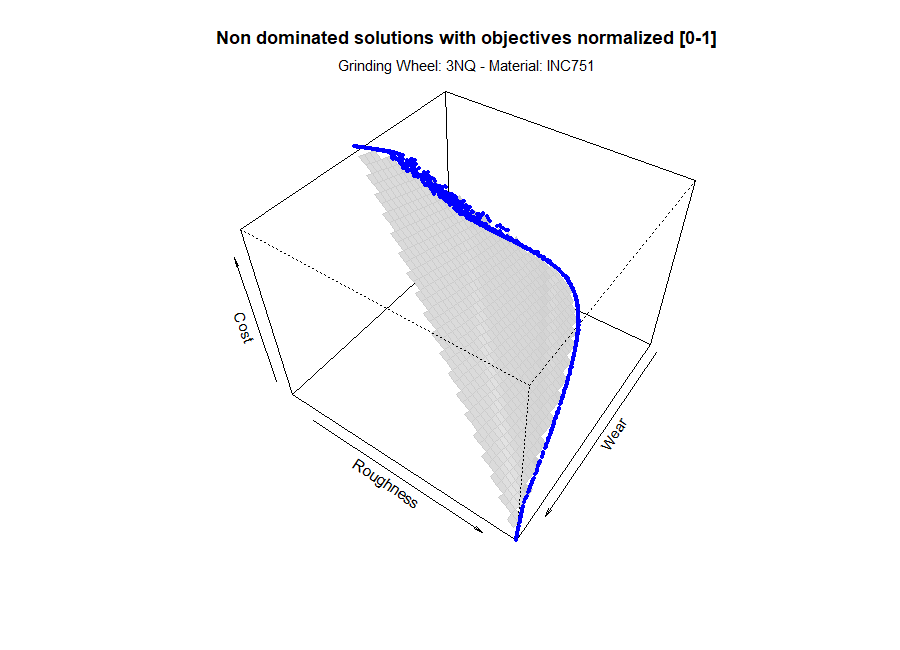 Non dominated solutions with objectives normalized [0-1]
Grinding Wheel: 3NQ - Material: INC751
Cost
Roughness
Wear